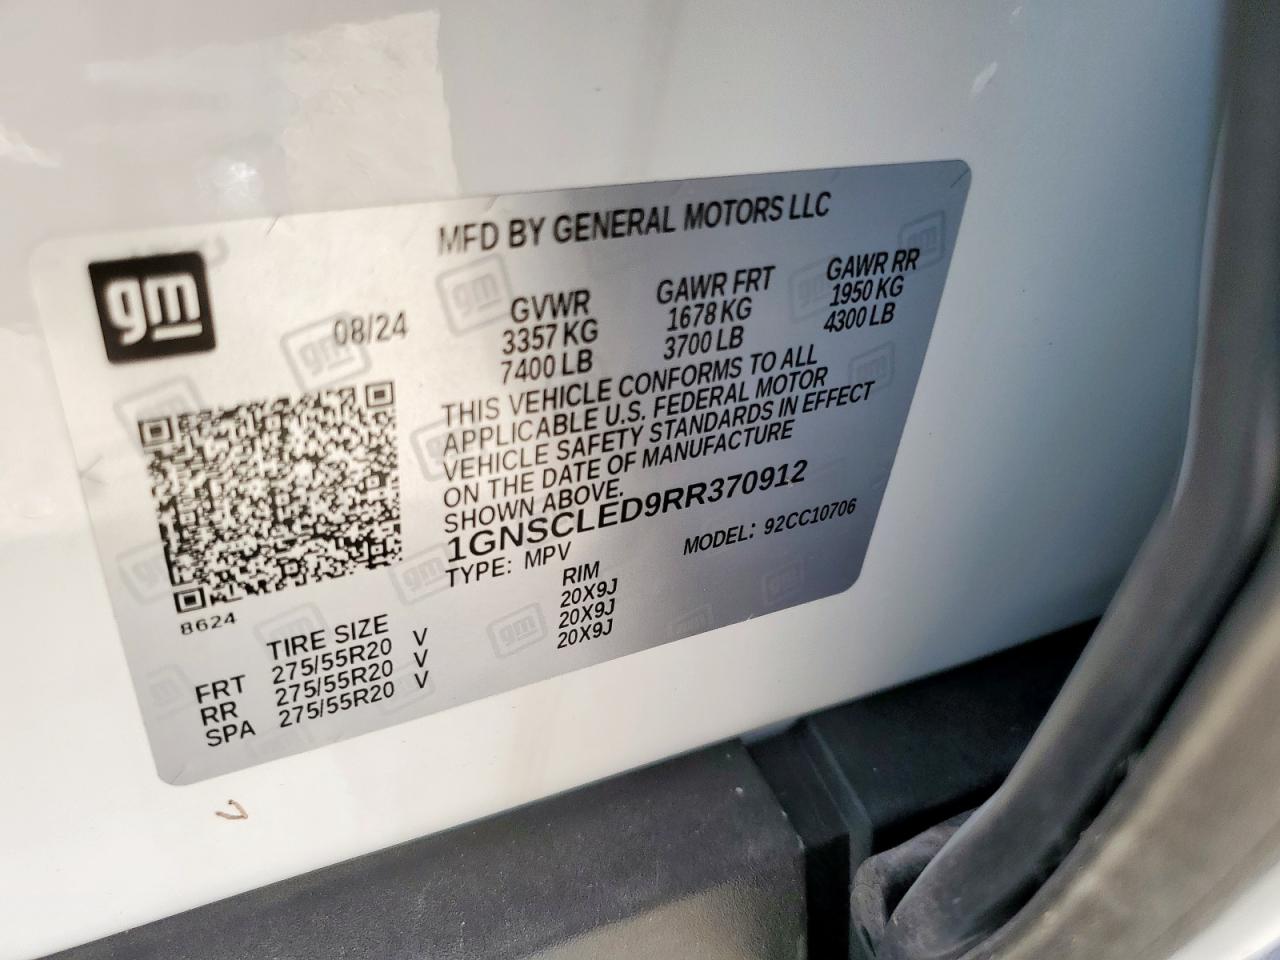 MFD BY GENERAL MOTORS LLC
gm
08/24
GVWR
3357 KG
7400 LB
GAWR FRT
1678 KG
3700 LB
GAWR RR
1950 KG
4300 LB
THIS VEHICLE CONFORMS TO ALL
APPLICABLE U.S. FEDERAL MOTOR
VEHICLE SAFETY STANDARDS IN EFFECT
ON THE DATE OF MANUFACTURE
SHOWN ABOVE.
1GNSCLED9RR370912
TYPE: MPV
MODEL: 92CC10706
8624
TIRE SIZE
RIM
FRT 275/55R20 V 20X9J
RR 275/55R20 V 20X9J
SPA 275/55R20 V 20X9J